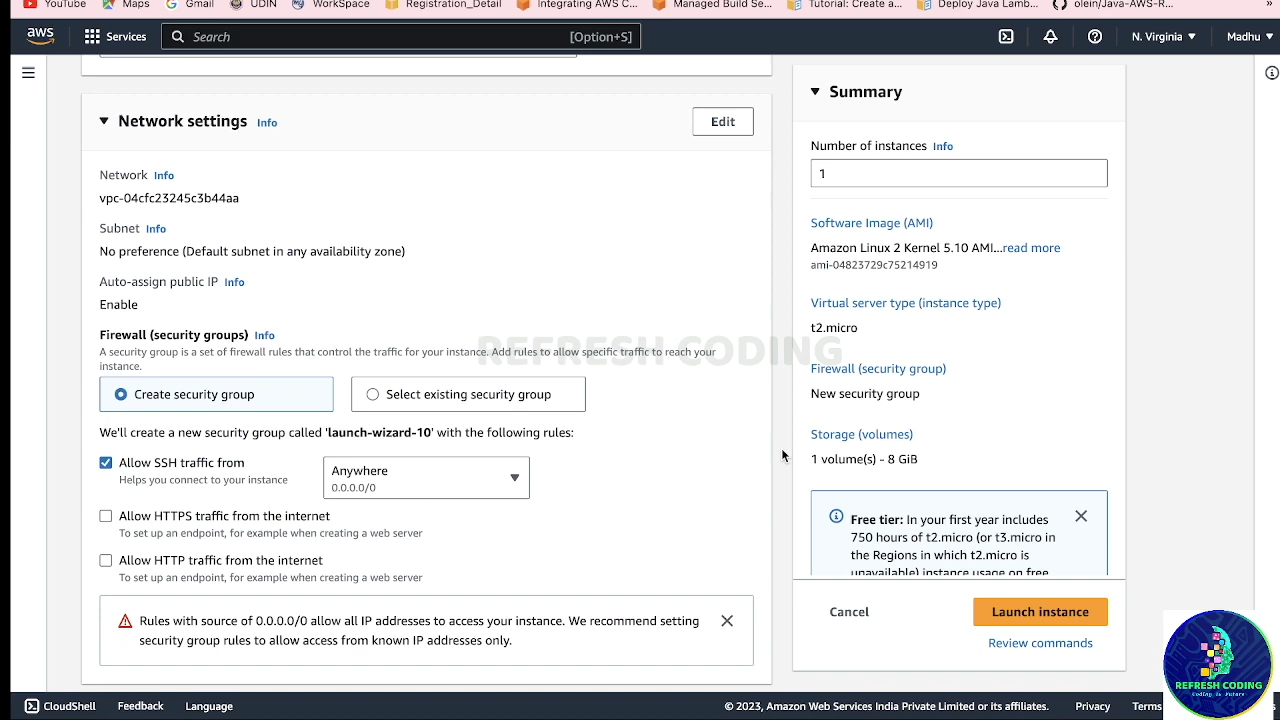 YouTube Maps Gmail UDIN WorkSpace Registration_Detail Integrating AWS C... Managed Build Se... Tutorial: Create a... Deploy Java Lamb... olein/Java-AWS-R... »
aws Services Search [Option+S] N. Virginia ▼ Madhu ▼
Network settings Info
Edit
Network Info
vpc-04cfc23245c3b44aa
Subnet Info
No preference (Default subnet in any availability zone)
Auto-assign public IP Info
Enable
Firewall (security groups) Info
A security group is a set of firewall rules that control the traffic for your instance. Add rules to allow specific traffic to reach your
instance.
Create security group
Select existing security group
We'll create a new security group called 'launch-wizard-10' with the following rules:
Allow SSH traffic from
Helps you connect to your instance
Anywhere
0.0.0.0/0
Allow HTTPS traffic from the internet
To set up an endpoint, for example when creating a web server
Allow HTTP traffic from the internet
To set up an endpoint, for example when creating a web server
Rules with source of 0.0.0.0/0 allow all IP addresses to access your instance. We recommend setting
security group rules to allow access from known IP addresses only.
Summary
Number of instances Info
1
Software Image (AMI)
Amazon Linux 2 Kernel 5.10 AMI...read more
ami-04823729c75214919
Virtual server type (instance type)
t2.micro
Firewall (security group)
New security group
Storage (volumes)
1 volume(s) - 8 GiB
Free tier: In your first year includes
750 hours of t2.micro (or t3.micro in
the Regions in which t2.micro is
unavailable) instance usage on free
Cancel
Launch instance
Review commands
REFRESH CODING
REFRESH CODING
Coding is Future
CloudShell Feedback Language © 2023, Amazon Web Services India Private Limited or its affiliates. Privacy Terms